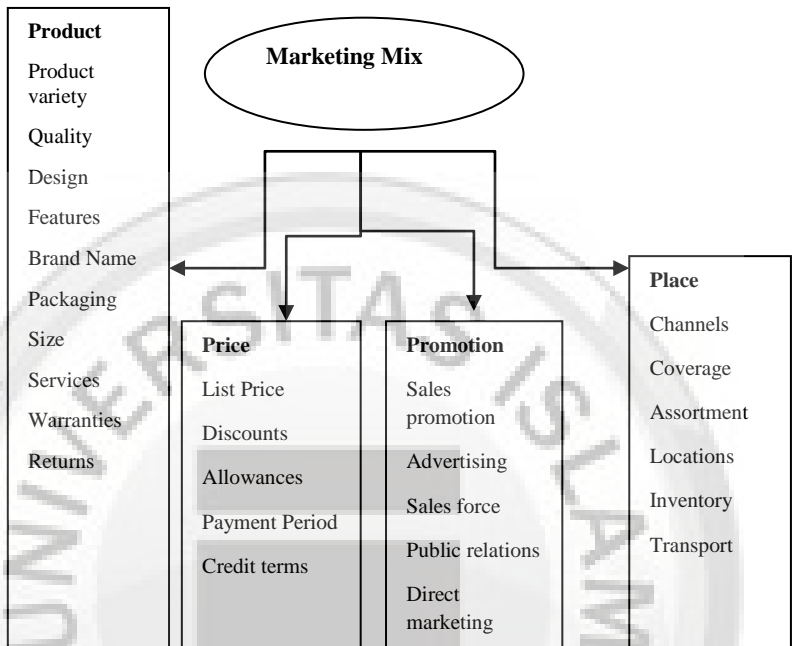 Marketing Mix
Product
Product
variety
Quality
Design
Features
Brand Name
Packaging
Size
Services
Warranties
Returns
Price
List Price
Discounts
Allowances
Payment Period
Credit terms
Promotion
Sales
promotion
Advertising
Sales force
Public relations
Direct
marketing
Place
Channels
Coverage
Assortment
Locations
Inventory
Transport
UNIVERSITAS ISLAM